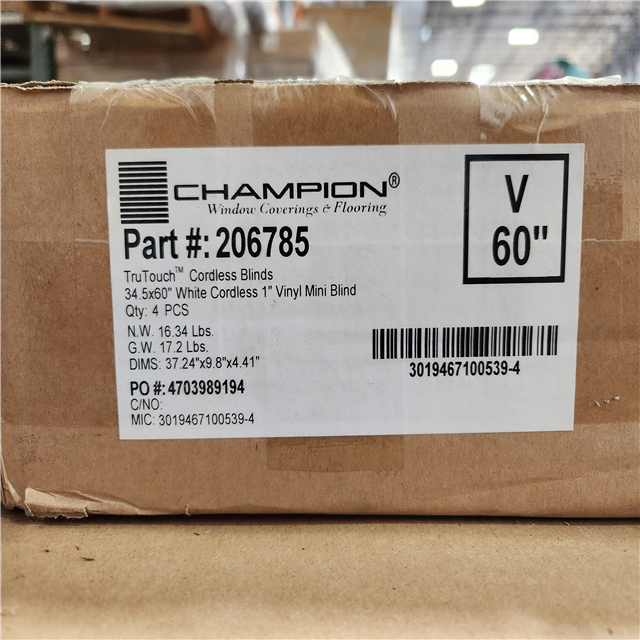 CHAMPION®
Window Coverings & Flooring
V
60"
Part #: 206785
TruTouch™ Cordless Blinds
34.5x60" White Cordless 1" Vinyl Mini Blind
Qty: 4 PCS
N.W. 16.34 Lbs.
G.W. 17.2 Lbs.
DIMS: 37.24"x9.8"x4.41"
3019467100539-4
PO #: 4703989194
C/NO:
MIC: 3019467100539-4